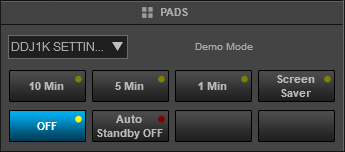 PADS
DDJ1K SETTIN...
Demo Mode
10 Min
5 Min
1 Min
Screen
Saver
OFF
Auto
Standby OFF